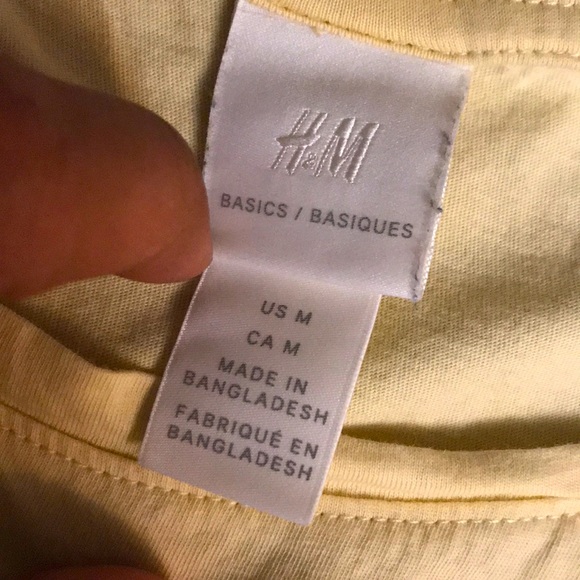 H&M
BASICS / BASIQUES
US M
CA M
MADE IN
BANGLADESH
FABRIQUÉ EN
BANGLADESH